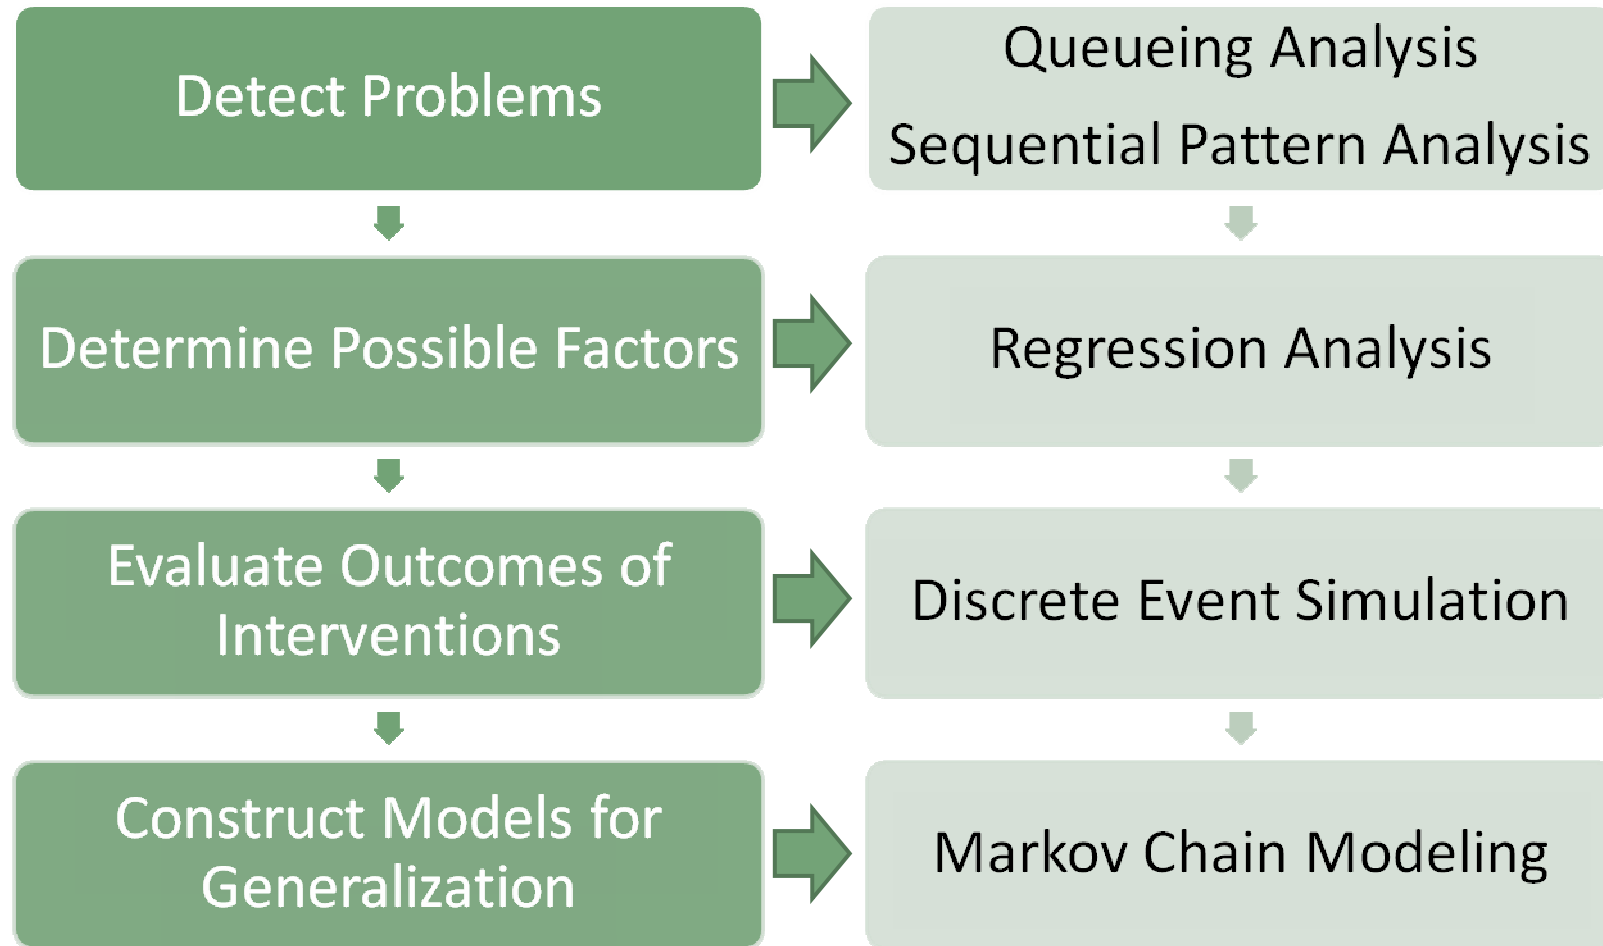 Detect Problems
Queueing Analysis
Sequential Pattern Analysis
Determine Possible Factors
Regression Analysis
Evaluate Outcomes of
Interventions
Discrete Event Simulation
Construct Models for
Generalization
Markov Chain Modeling